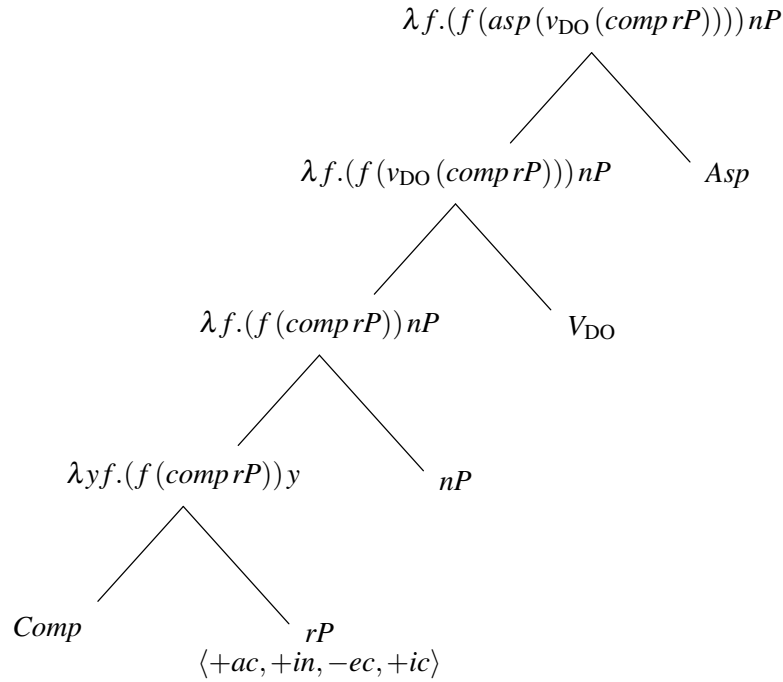 λf.(f(asp(v_DO(comp rP))))nP
λf.(f(v_DO(comp rP)))nP Asp
λf.(f(comp rP))nP V_DO
λyf.(f(comp rP))y nP
Comp rP
⟨+ac,+in,−ec,+ic⟩